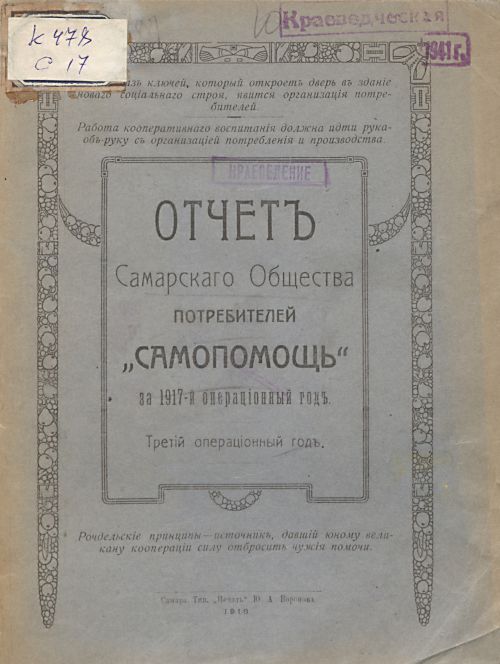 К 478
С 17
Краеведческая
1941 г.
изъ ключей, который откроетъ дверь въ зданіе
новаго соціальнаго строя, явится организація потре-
бителей.
Работа кооперативнаго воспитанія должна идти рука-
объ-руку съ организаціей потребленія и производства.
КРАЕВЕДЕНИЕ
ОТЧЕТЪ
Самарскаго Общества
ПОТРЕБИТЕЛЕЙ
„САМОПОМОЩЬ“
за 1917-й операціонный годъ.
Третій операціонный годъ.
Рочдельскіе принципы—источникъ, давшій юному вели-
кану коопераціи силу отбросить чужія помочи.
Самара. Тип. „Печать“ Ю. А. Воронова.
1918.